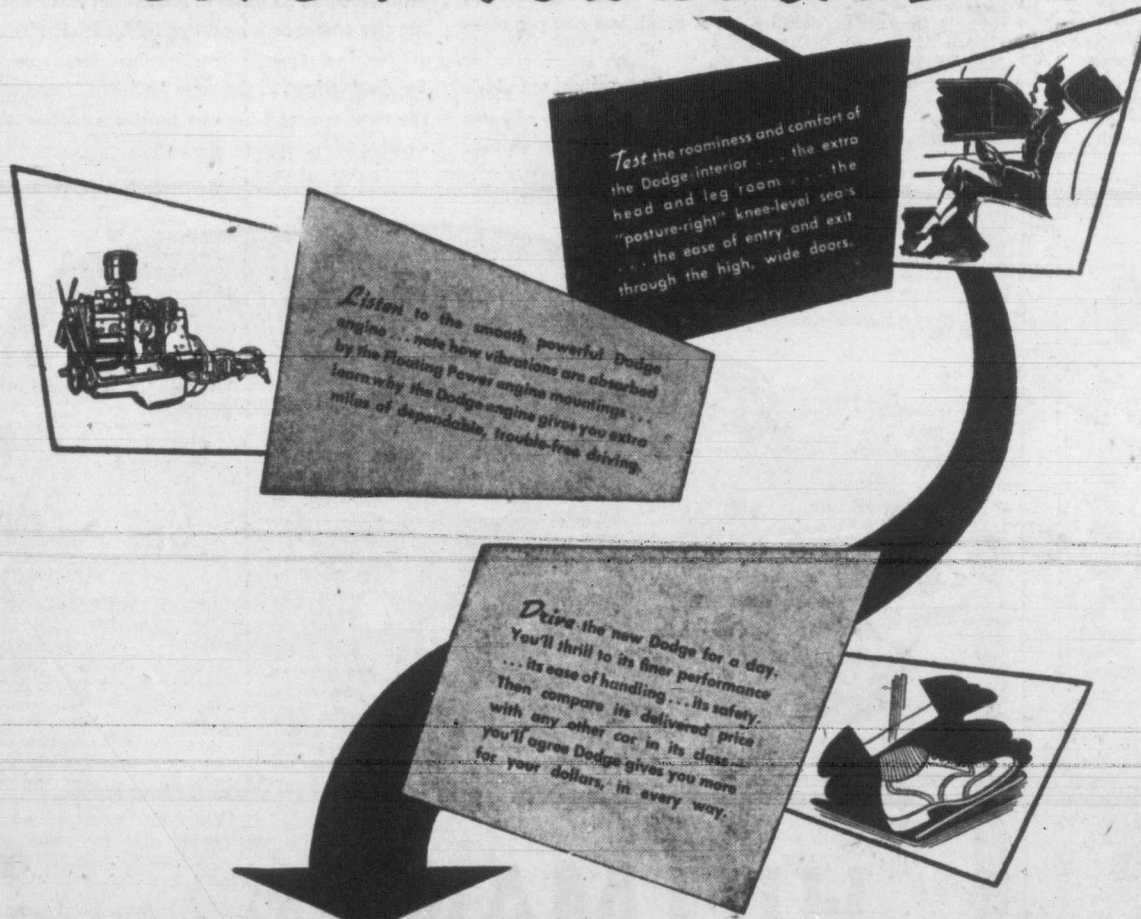 Test the roominess and comfort of
the Dodge interior . . . the extra
head and leg room . . . the
"posture-right" knee-level seats
. . . the ease of entry and exit
through the high, wide doors.
Listen to the smooth powerful Dodge
engine . . . note how vibrations are absorbed
by the Floating Power engine mountings . . .
learn why the Dodge engine gives you extra
miles of dependable, trouble-free driving.
Drive the new Dodge for a day.
You'll thrill to its finer performance
. . . its ease of handling . . . its safety.
Then compare its delivered price
with any other car in its class—
you'll agree Dodge gives you more
for your dollars, in every way.